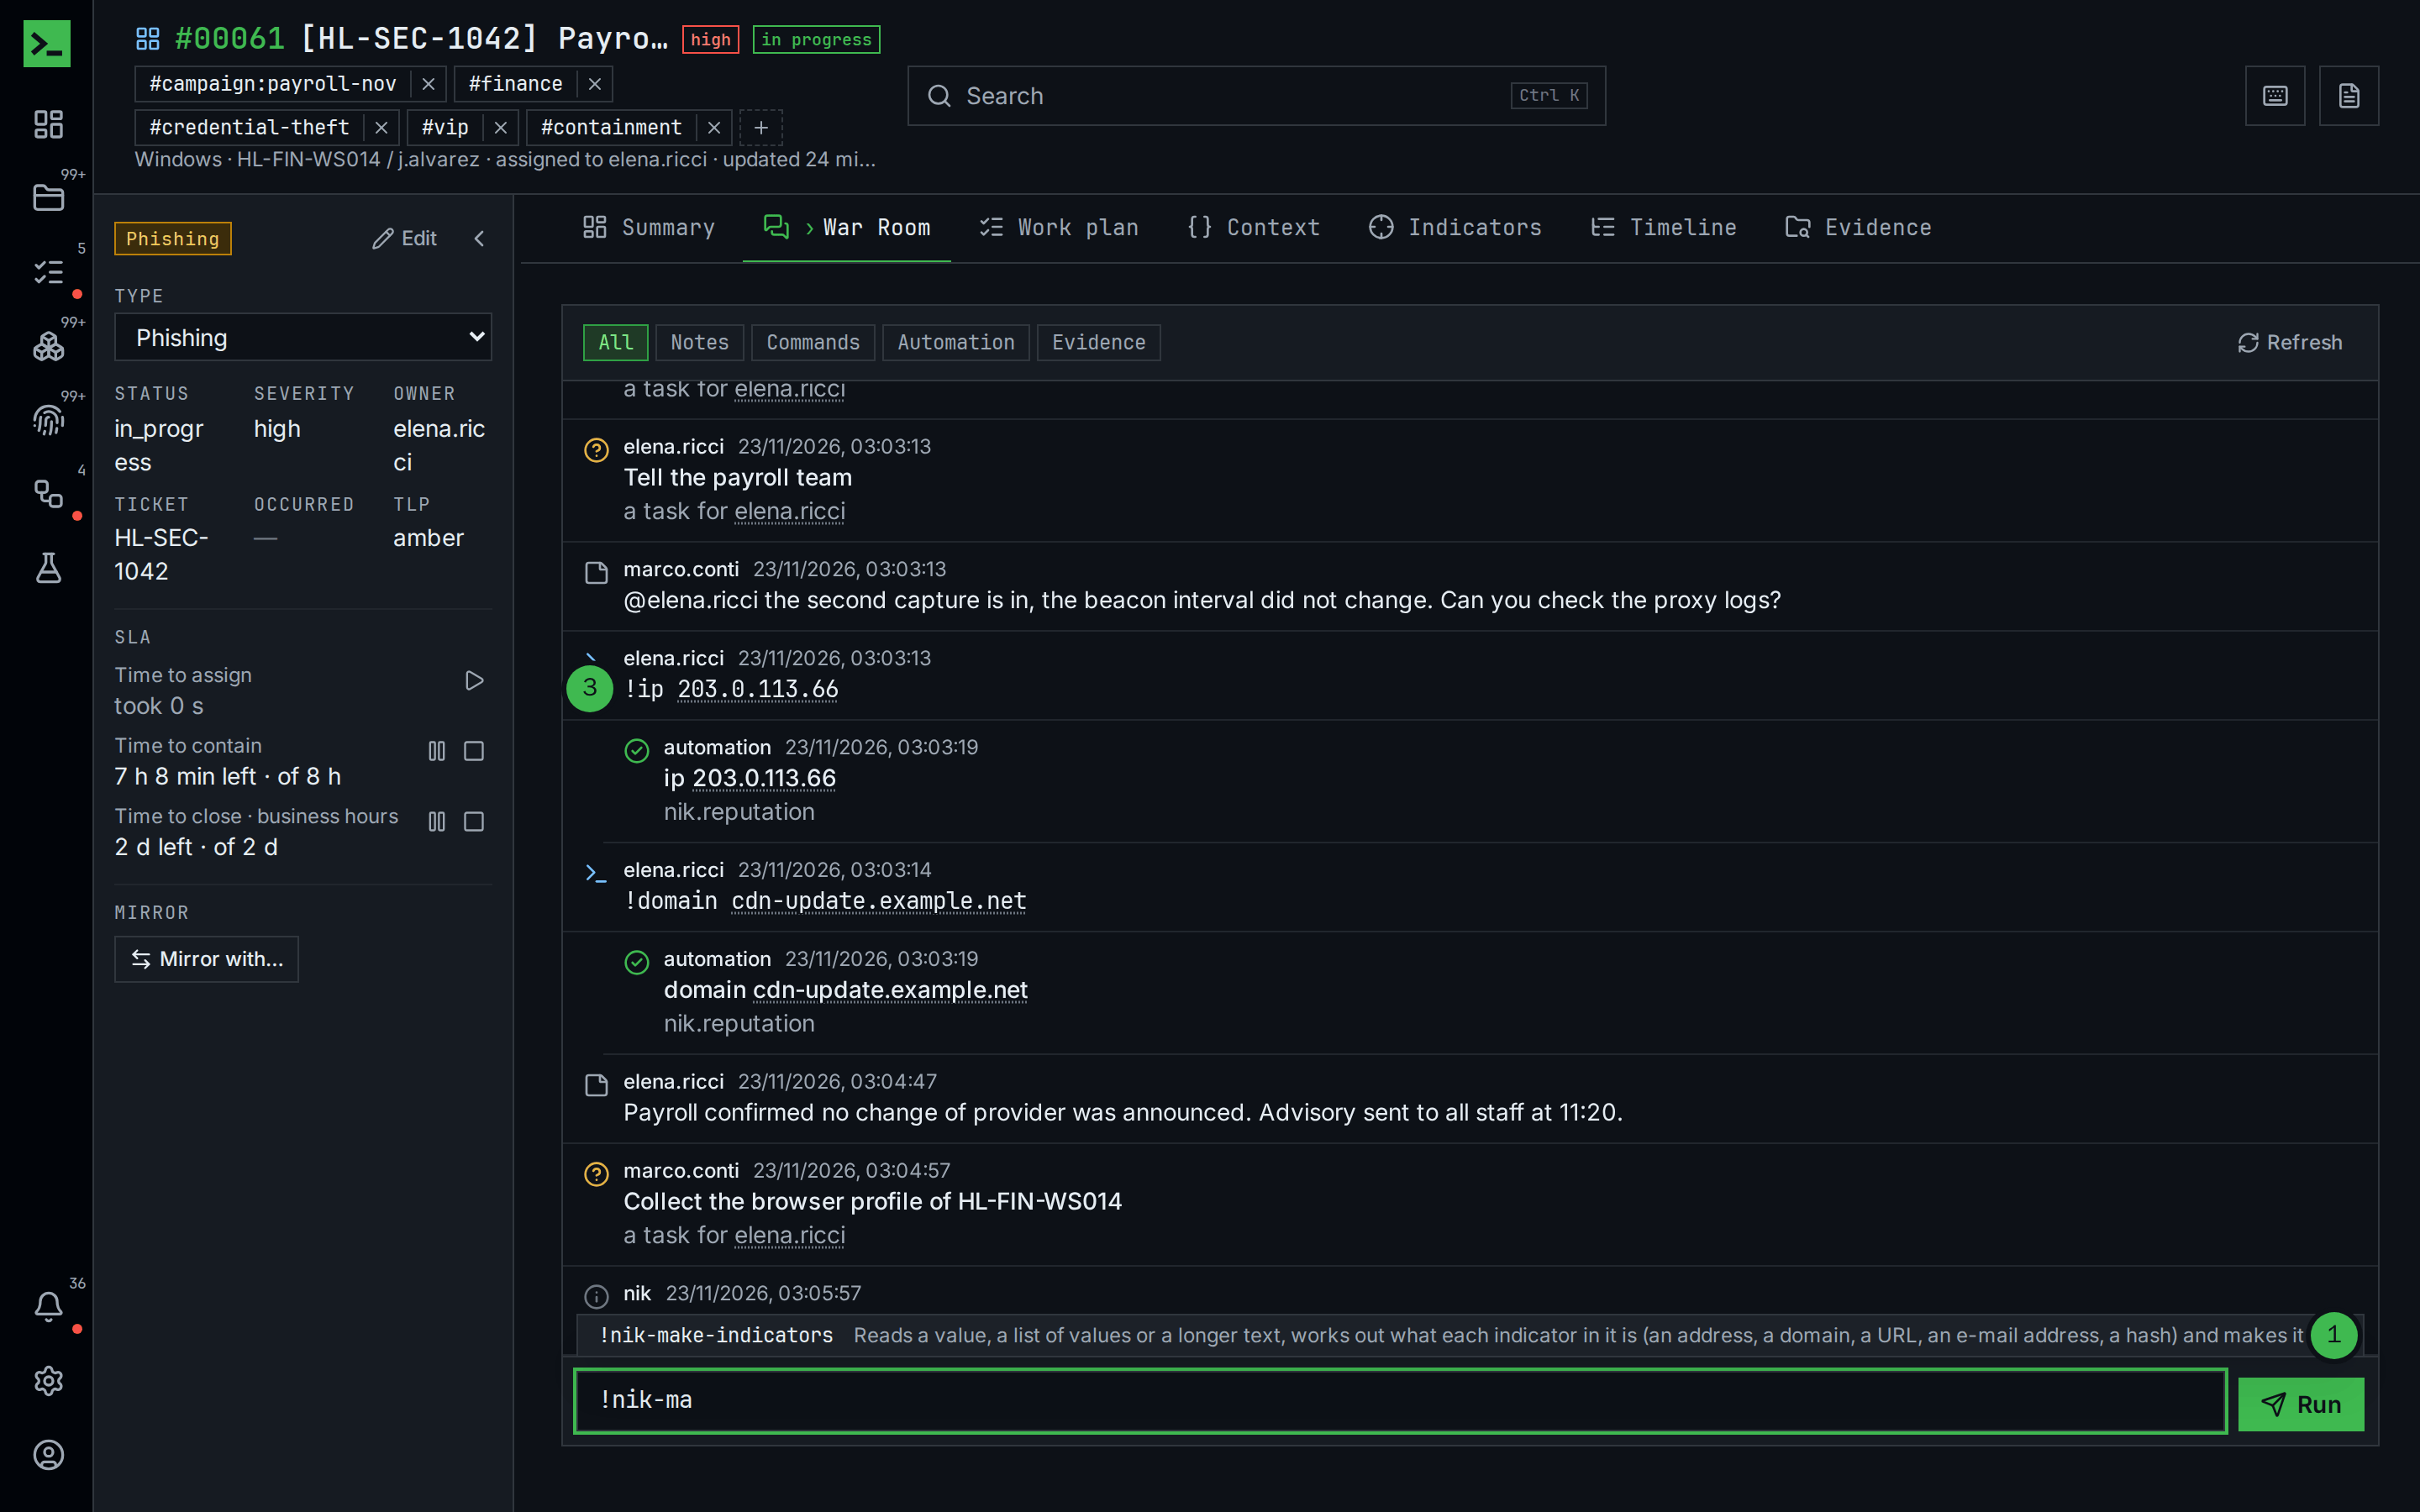 #00061 [HL-SEC-1042] Payro… high in progress
#campaign:payroll-nov #finance
#credential-theft #vip #containment
Windows · HL-FIN-WS014 / j.alvarez · assigned to elena.ricci · updated 24 mi…
Search Ctrl K
99+
5
99+
99+
4
36
Phishing Edit
TYPE
Phishing
STATUS SEVERITY OWNER
in_progress high elena.ricci
TICKET OCCURRED TLP
HL-SEC-1042 — amber
SLA
Time to assign
took 0 s
Time to contain
7 h 8 min left · of 8 h
Time to close · business hours
2 d left · of 2 d
MIRROR
Mirror with...
Summary › War Room Work plan {} Context Indicators Timeline Evidence
All Notes Commands Automation Evidence Refresh
a task for elena.ricci
elena.ricci 23/11/2026, 03:03:13
Tell the payroll team
a task for elena.ricci
marco.conti 23/11/2026, 03:03:13
@elena.ricci the second capture is in, the beacon interval did not change. Can you check the proxy logs?
elena.ricci 23/11/2026, 03:03:13
3 !ip 203.0.113.66
automation 23/11/2026, 03:03:19
ip 203.0.113.66
nik.reputation
elena.ricci 23/11/2026, 03:03:14
!domain cdn-update.example.net
automation 23/11/2026, 03:03:19
domain cdn-update.example.net
nik.reputation
elena.ricci 23/11/2026, 03:04:47
Payroll confirmed no change of provider was announced. Advisory sent to all staff at 11:20.
marco.conti 23/11/2026, 03:04:57
Collect the browser profile of HL-FIN-WS014
a task for elena.ricci
nik 23/11/2026, 03:05:57
!nik-make-indicators Reads a value, a list of values or a longer text, works out what each indicator in it is (an address, a domain, a URL, an e-mail address, a hash) and makes it 1
!nik-ma
Run